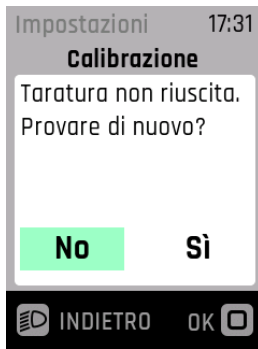 Impostazioni 17:31
Calibrazione
Taratura non riuscita.
Provare di nuovo?
No Sì
INDIETRO OK